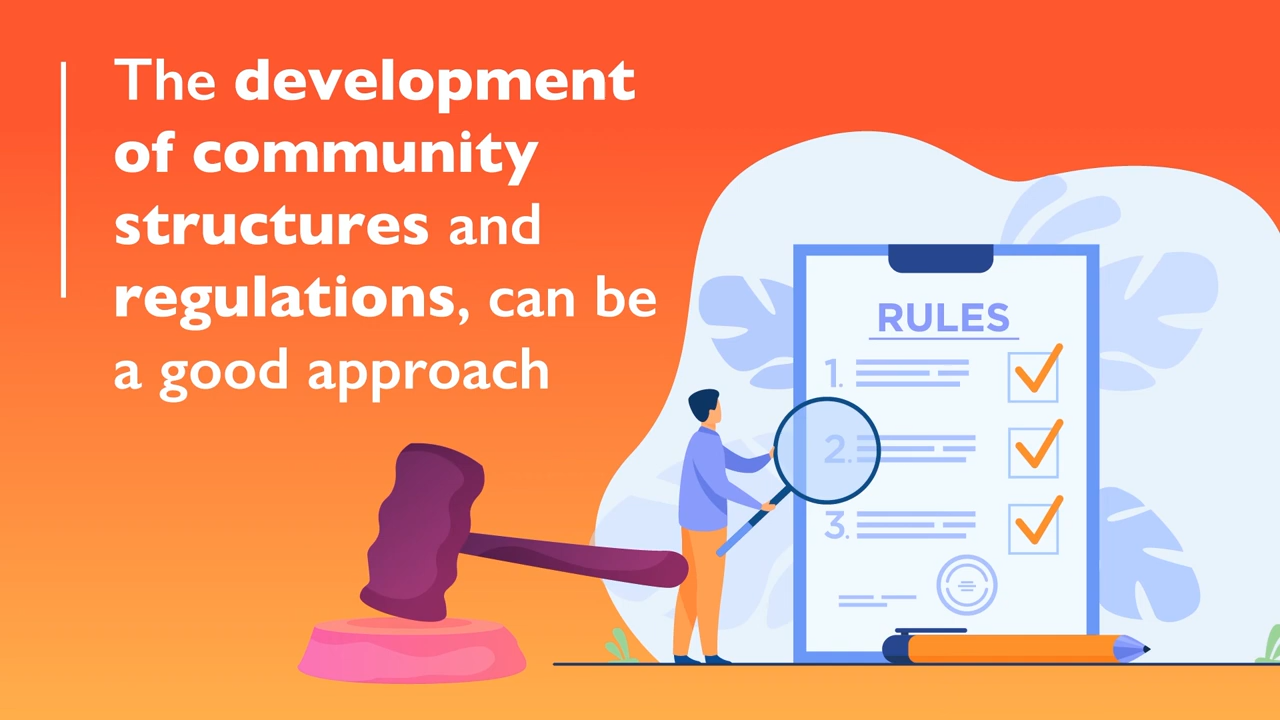 The development
of community
structures and
regulations, can be
a good approach
RULES
1.
2.
3.